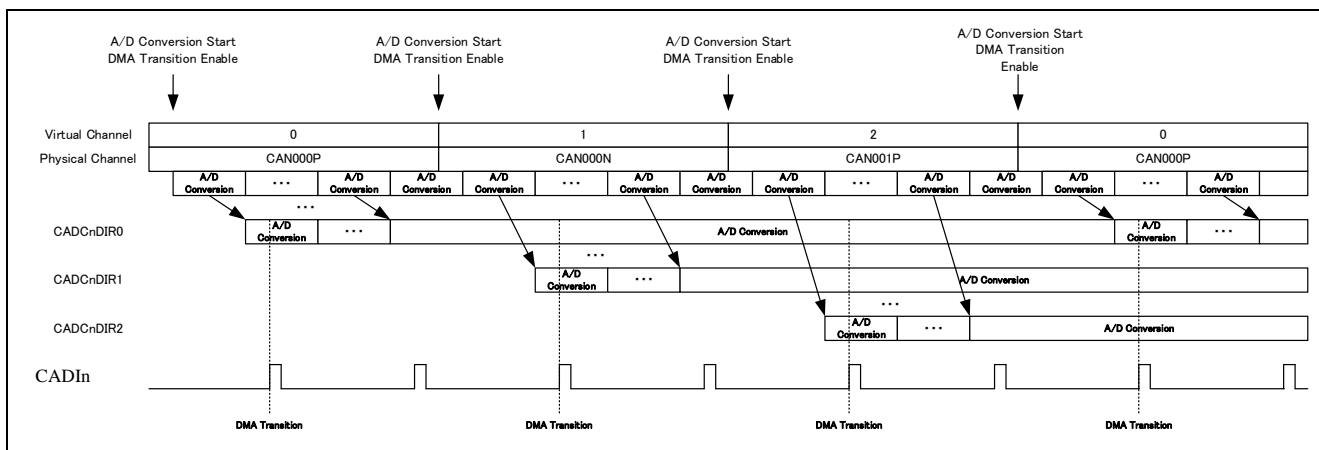 A/D Conversion Start
DMA Transition Enable
A/D Conversion Start
DMA Transition Enable
A/D Conversion Start
DMA Transition Enable
A/D Conversion Start
DMA Transition
Enable
Virtual Channel 0 1 2 0
Physical Channel CAN000P CAN000N CAN001P CAN000P
A/D Conversion ... A/D Conversion A/D Conversion A/D Conversion ... A/D Conversion A/D Conversion A/D Conversion ... A/D Conversion A/D Conversion A/D Conversion ... A/D Conversion
...
CADCnDIR0 A/D Conversion ... A/D Conversion A/D Conversion ...
...
CADCnDIR1 A/D Conversion ... A/D Conversion
...
CADCnDIR2 A/D Conversion ... A/D Conversion
CADIn
DMA Transition DMA Transition DMA Transition DMA Transition